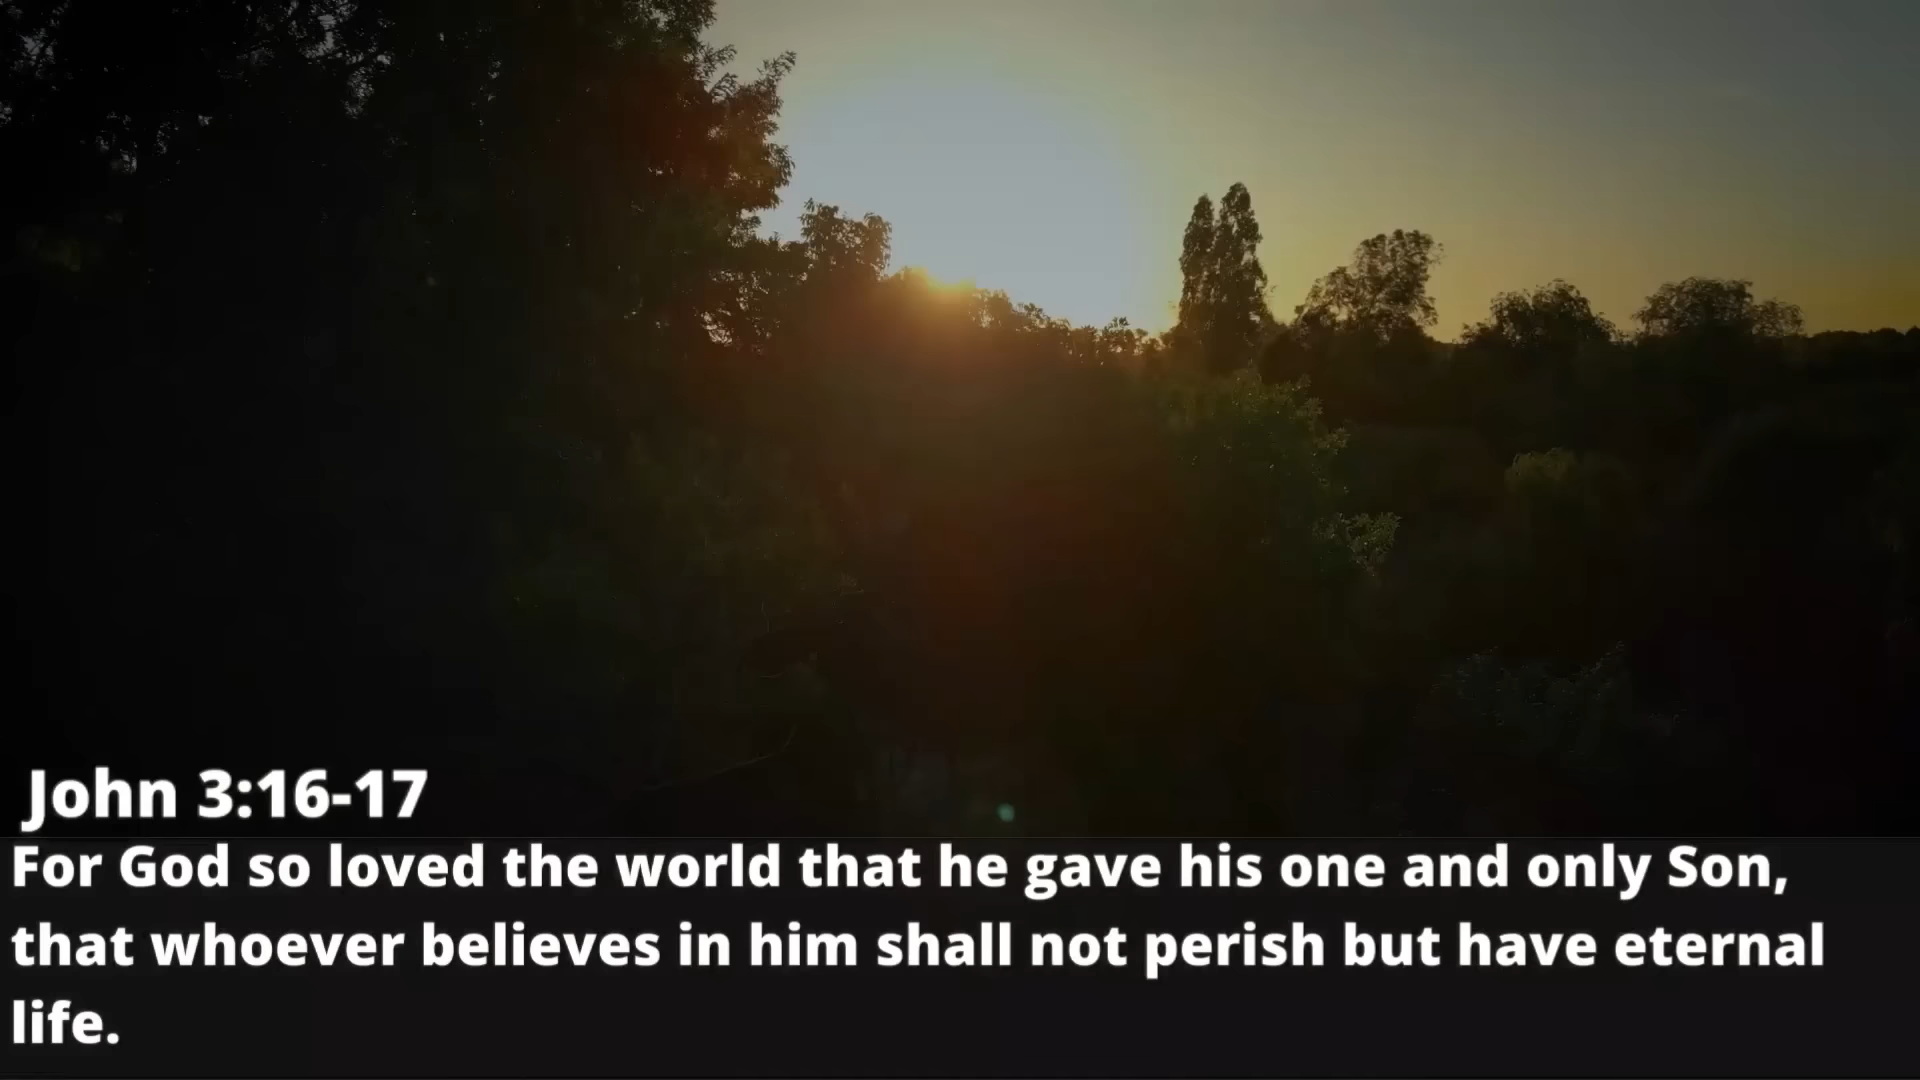 John 3:16-17
For God so loved the world that he gave his one and only Son,
that whoever believes in him shall not perish but have eternal
life.